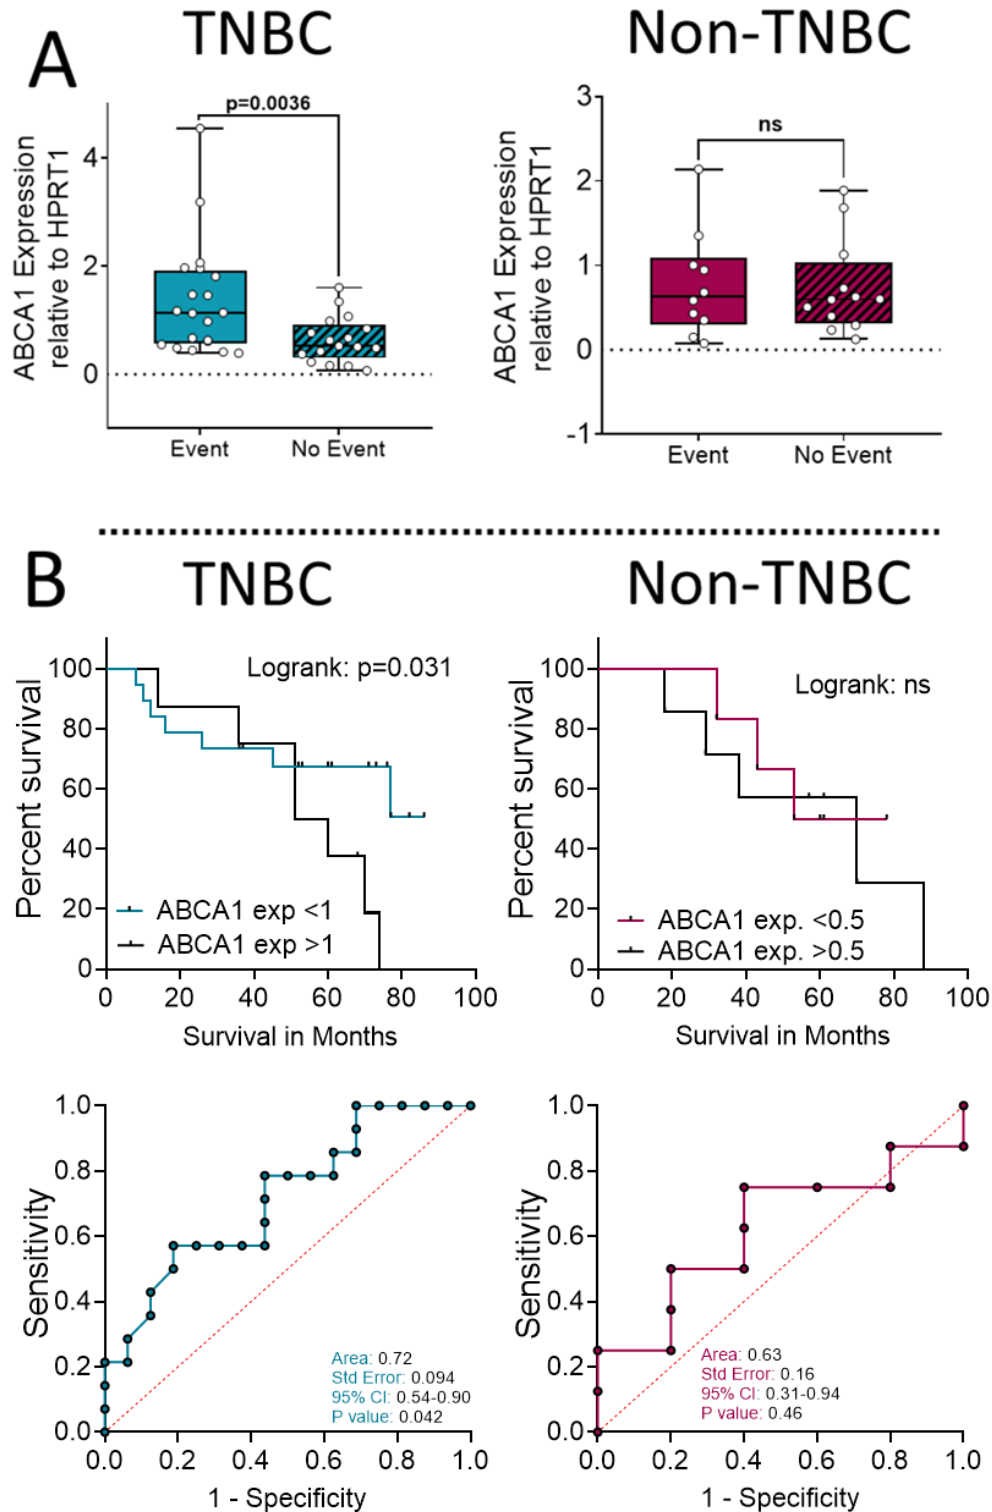 A
TNBC
Non-TNBC
ABCA1 Expression
relative to HPRT1
p=0.0036
4
2
0
Event
No Event
ABCA1 Expression
relative to HPRT1
ns
3
2
1
0
-1
Event
No Event
B
TNBC
Non-TNBC
Percent survival
100
80
60
40
20
0
Logrank: p=0.031
ABCA1 exp <1
ABCA1 exp >1
0 20 40 60 80 100
Survival in Months
Percent survival
100
80
60
40
20
0
Logrank: ns
ABCA1 exp. <0.5
ABCA1 exp. >0.5
0 20 40 60 80 100
Survival in Months
Sensitivity
1.0
0.8
0.6
0.4
0.2
0.0
Area: 0.72
Std Error: 0.094
95% CI: 0.54-0.90
P value: 0.042
0.0 0.2 0.4 0.6 0.8 1.0
1 - Specificity
Sensitivity
1.0
0.8
0.6
0.4
0.2
0.0
Area: 0.63
Std Error: 0.16
95% CI: 0.31-0.94
P value: 0.46
0.0 0.2 0.4 0.6 0.8 1.0
1 - Specificity